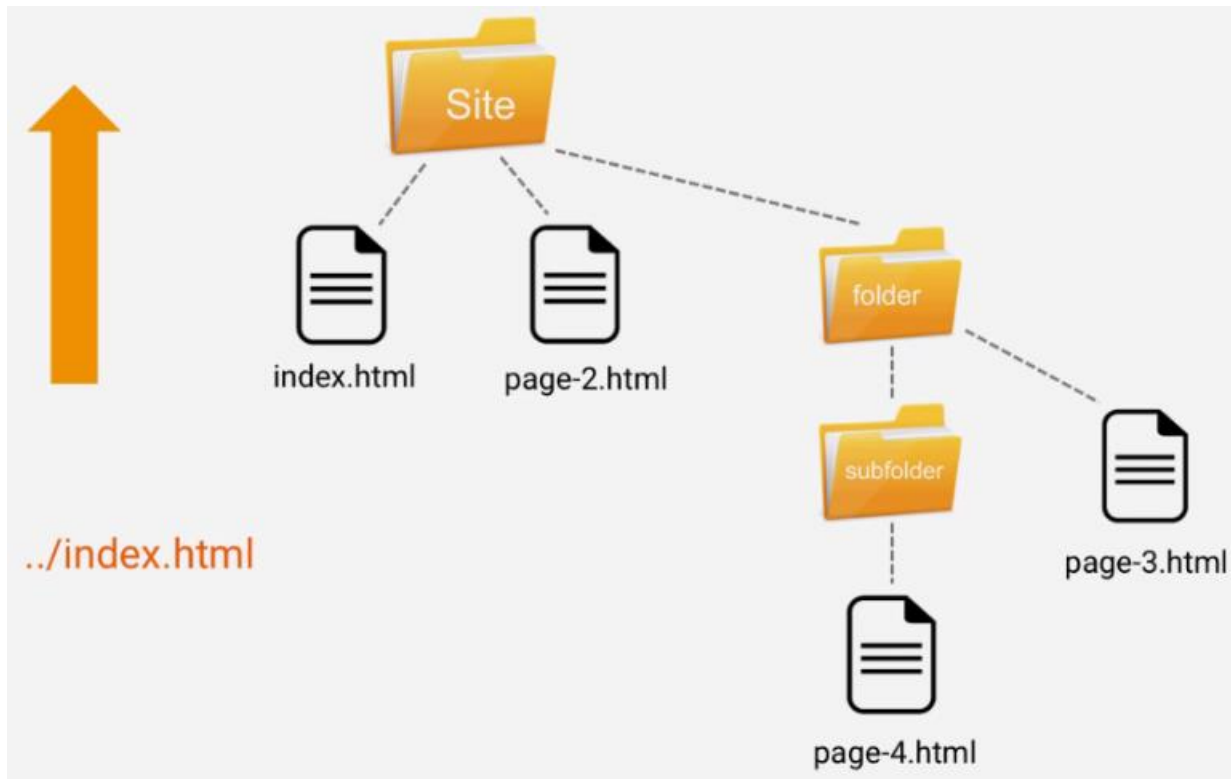 Site
folder
index.html
page-2.html
subfolder
../index.html
page-3.html
page-4.html